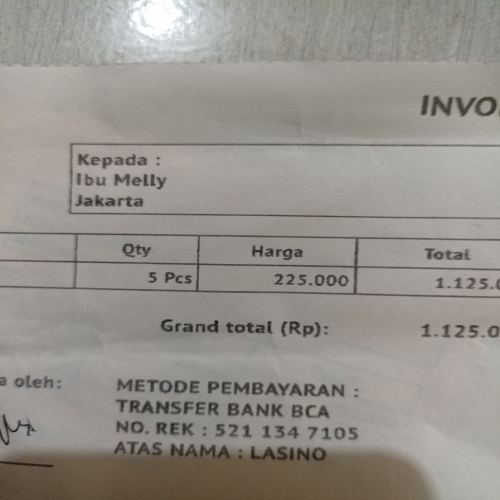 INVO
Kepada :
Ibu Melly
Jakarta
Qty Harga Total
5 Pcs 225.000 1.125.0
Grand total (Rp): 1.125.0
a oleh:
METODE PEMBAYARAN :
TRANSFER BANK BCA
NO. REK : 521 134 7105
ATAS NAMA : LASINO